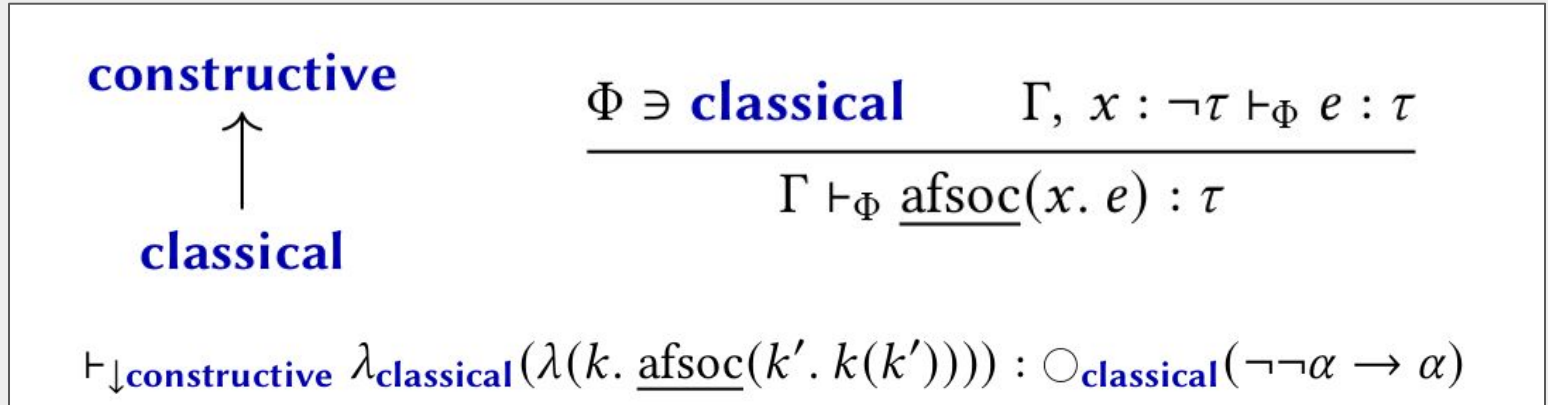 constructive
↑
classical
Φ ∋ classical Γ, x : ¬τ ⊢Φ e : τ
Γ ⊢Φ afsoc(x. e) : τ
⊢↓constructive λclassical(λ(k. afsoc(k′. k(k′)))) : ◯classical(¬¬α → α)